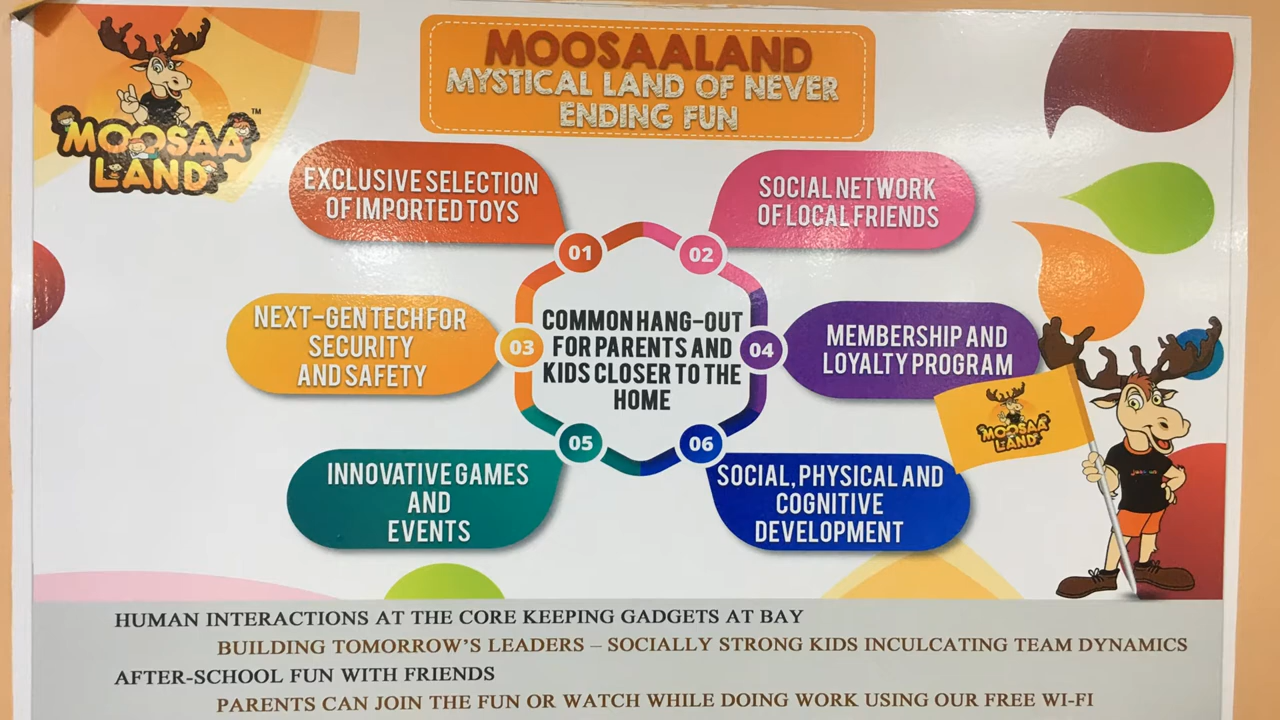 MOOSAALAND
MYSTICAL LAND OF NEVER
ENDING FUN
MOOSAA
LAND
TM
EXCLUSIVE SELECTION
OF IMPORTED TOYS
01
SOCIAL NETWORK
OF LOCAL FRIENDS
02
NEXT-GEN TECH FOR
SECURITY
AND SAFETY
03
COMMON HANG-OUT
FOR PARENTS AND
KIDS CLOSER TO THE
HOME
04
MEMBERSHIP AND
LOYALTY PROGRAM
INNOVATIVE GAMES
AND
EVENTS
05
06
SOCIAL, PHYSICAL AND
COGNITIVE
DEVELOPMENT
MOOSAA
LAND
HUMAN INTERACTIONS AT THE CORE KEEPING GADGETS AT BAY
BUILDING TOMORROW'S LEADERS – SOCIALLY STRONG KIDS INCULCATING TEAM DYNAMICS
AFTER-SCHOOL FUN WITH FRIENDS
PARENTS CAN JOIN THE FUN OR WATCH WHILE DOING WORK USING OUR FREE WI-FI